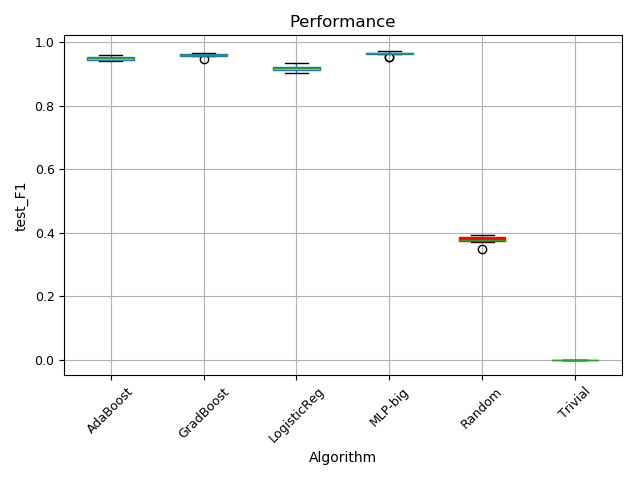 Performance
1.0
0.8
0.6
0.4
0.2
0.0
test_F1
AdaBoost
GradBoost
LogisticReg
MLP-big
Random
Trivial
Algorithm